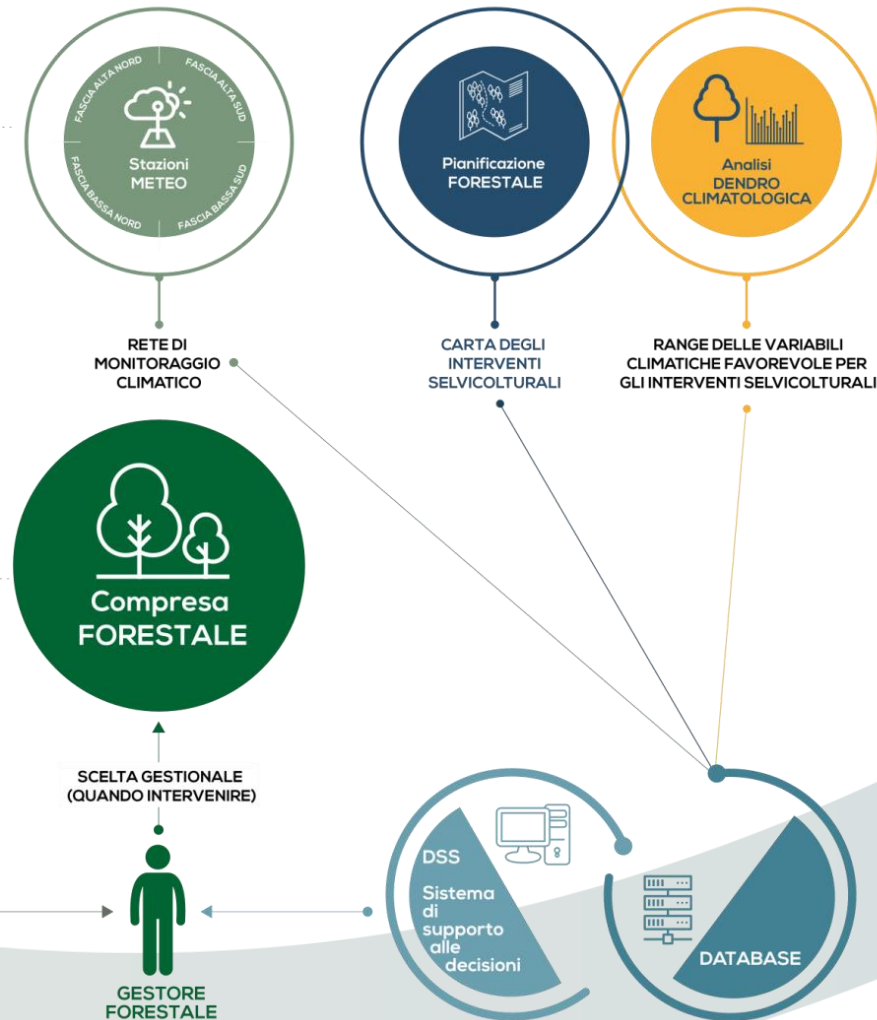 FASCIA ALTA NORD
FASCIA ALTA SUD
Stazioni
METEO
FASCIA BASSA NORD
FASCIA BASSA SUD
Pianificazione
FORESTALE
Analisi
DENDRO
CLIMATOLOGICA
RETE DI
MONITORAGGIO
CLIMATICO
CARTA DEGLI
INTERVENTI
SELVICOLTURALI
RANGE DELLE VARIABILI
CLIMATICHE FAVOREVOLE PER
GLI INTERVENTI SELVICOLTURALI
Compresa
FORESTALE
SCELTA GESTIONALE
(QUANDO INTERVENIRE)
DSS
Sistema
di
supporto
alle
decisioni
DATABASE
GESTORE
FORESTALE